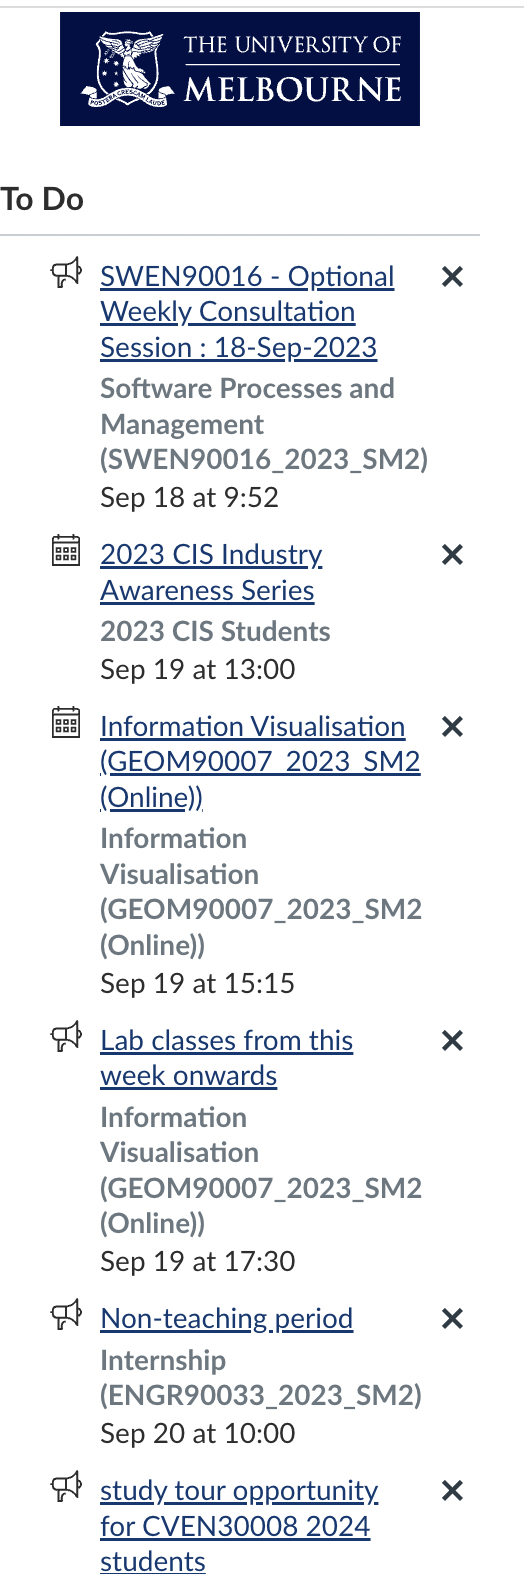 THE UNIVERSITY OF
MELBOURNE
POSTERA CRESCAM LAUDE
To Do
SWEN90016 - Optional
Weekly Consultation
Session : 18-Sep-2023
Software Processes and
Management
(SWEN90016_2023_SM2)
Sep 18 at 9:52
2023 CIS Industry
Awareness Series
2023 CIS Students
Sep 19 at 13:00
Information Visualisation
(GEOM90007_2023_SM2
(Online))
Information
Visualisation
(GEOM90007_2023_SM2
(Online))
Sep 19 at 15:15
Lab classes from this
week onwards
Information
Visualisation
(GEOM90007_2023_SM2
(Online))
Sep 19 at 17:30
Non-teaching period
Internship
(ENGR90033_2023_SM2)
Sep 20 at 10:00
study tour opportunity
for CVEN30008 2024
students